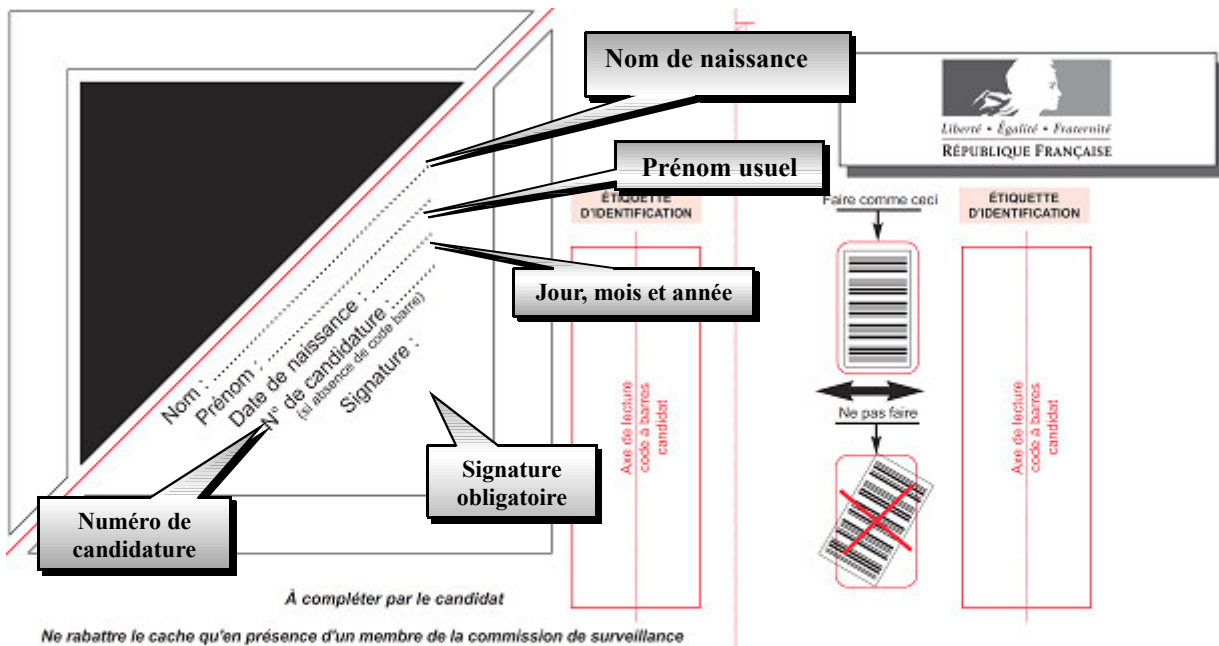 Nom de naissance
Prénom usuel
Jour, mois et année
Nom :
Prénom :
Date de naissance :
N° de candidature :
(si absence de code barre)
Signature :
Numéro de
candidature
Signature
obligatoire
À compléter par le candidat
Ne rabattre le cache qu'en présence d'un membre de la commission de surveillance
ÉTIQUETTE
D'IDENTIFICATION
Axe de lecture
code à barres
candidat
Liberté • Égalité • Fraternité
RÉPUBLIQUE FRANÇAISE
Faire comme ceci
Ne pas faire
ÉTIQUETTE
D'IDENTIFICATION
Axe de lecture
code à barres
candidat